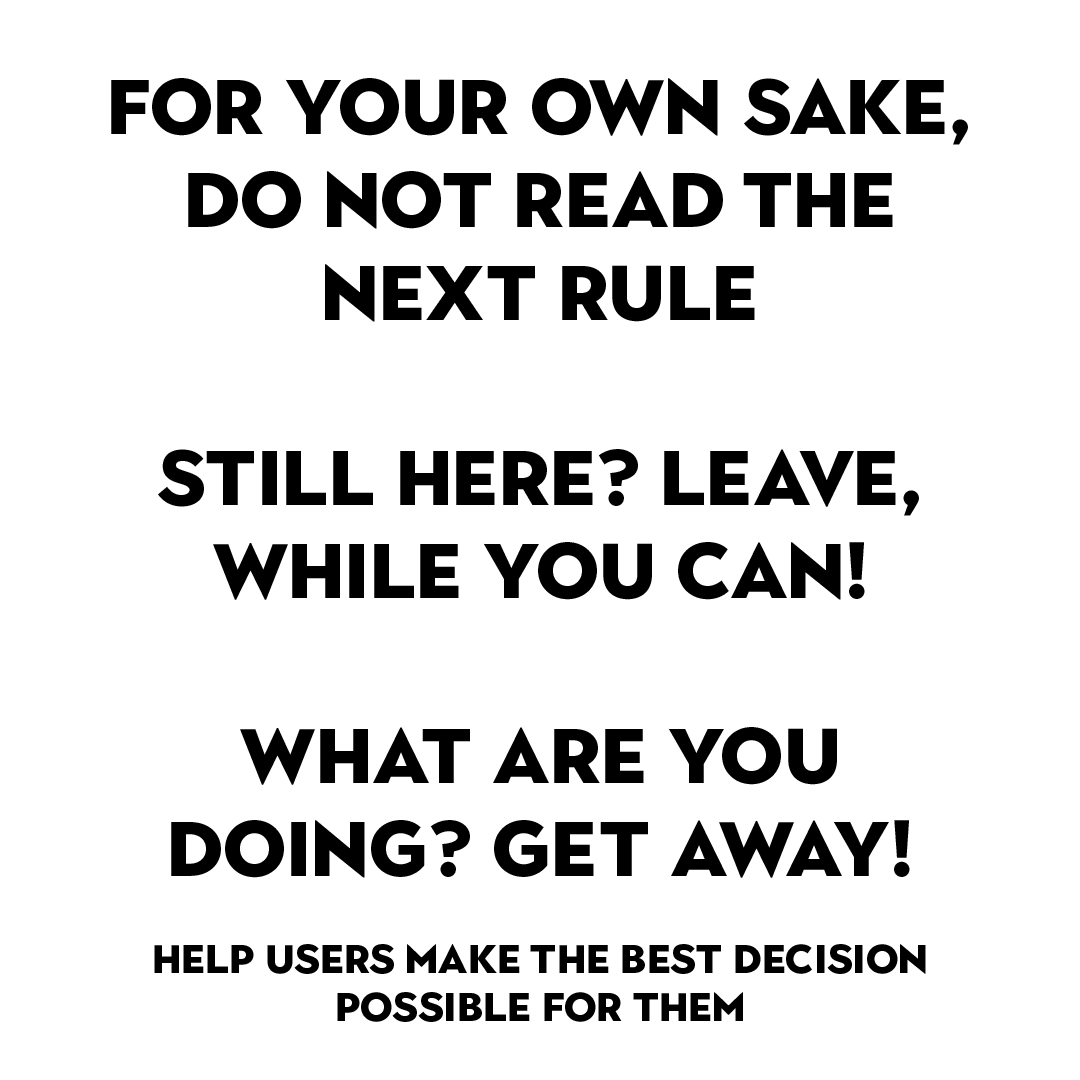 FOR YOUR OWN SAKE,
DO NOT READ THE
NEXT RULE
STILL HERE? LEAVE,
WHILE YOU CAN!
WHAT ARE YOU
DOING? GET AWAY!
HELP USERS MAKE THE BEST DECISION
POSSIBLE FOR THEM